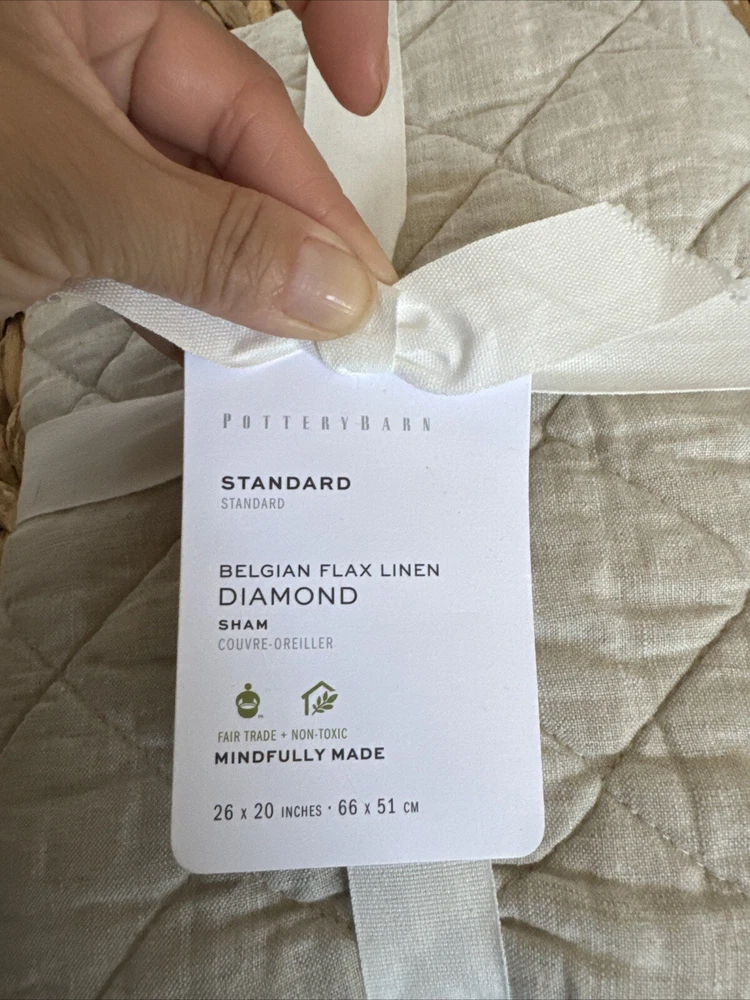 POTTERYBARN
STANDARD
STANDARD
BELGIAN FLAX LINEN
DIAMOND
SHAM
COUVRE-OREILLER
FAIR TRADE + NON-TOXIC
MINDFULLY MADE
26 x 20 INCHES · 66 x 51 CM